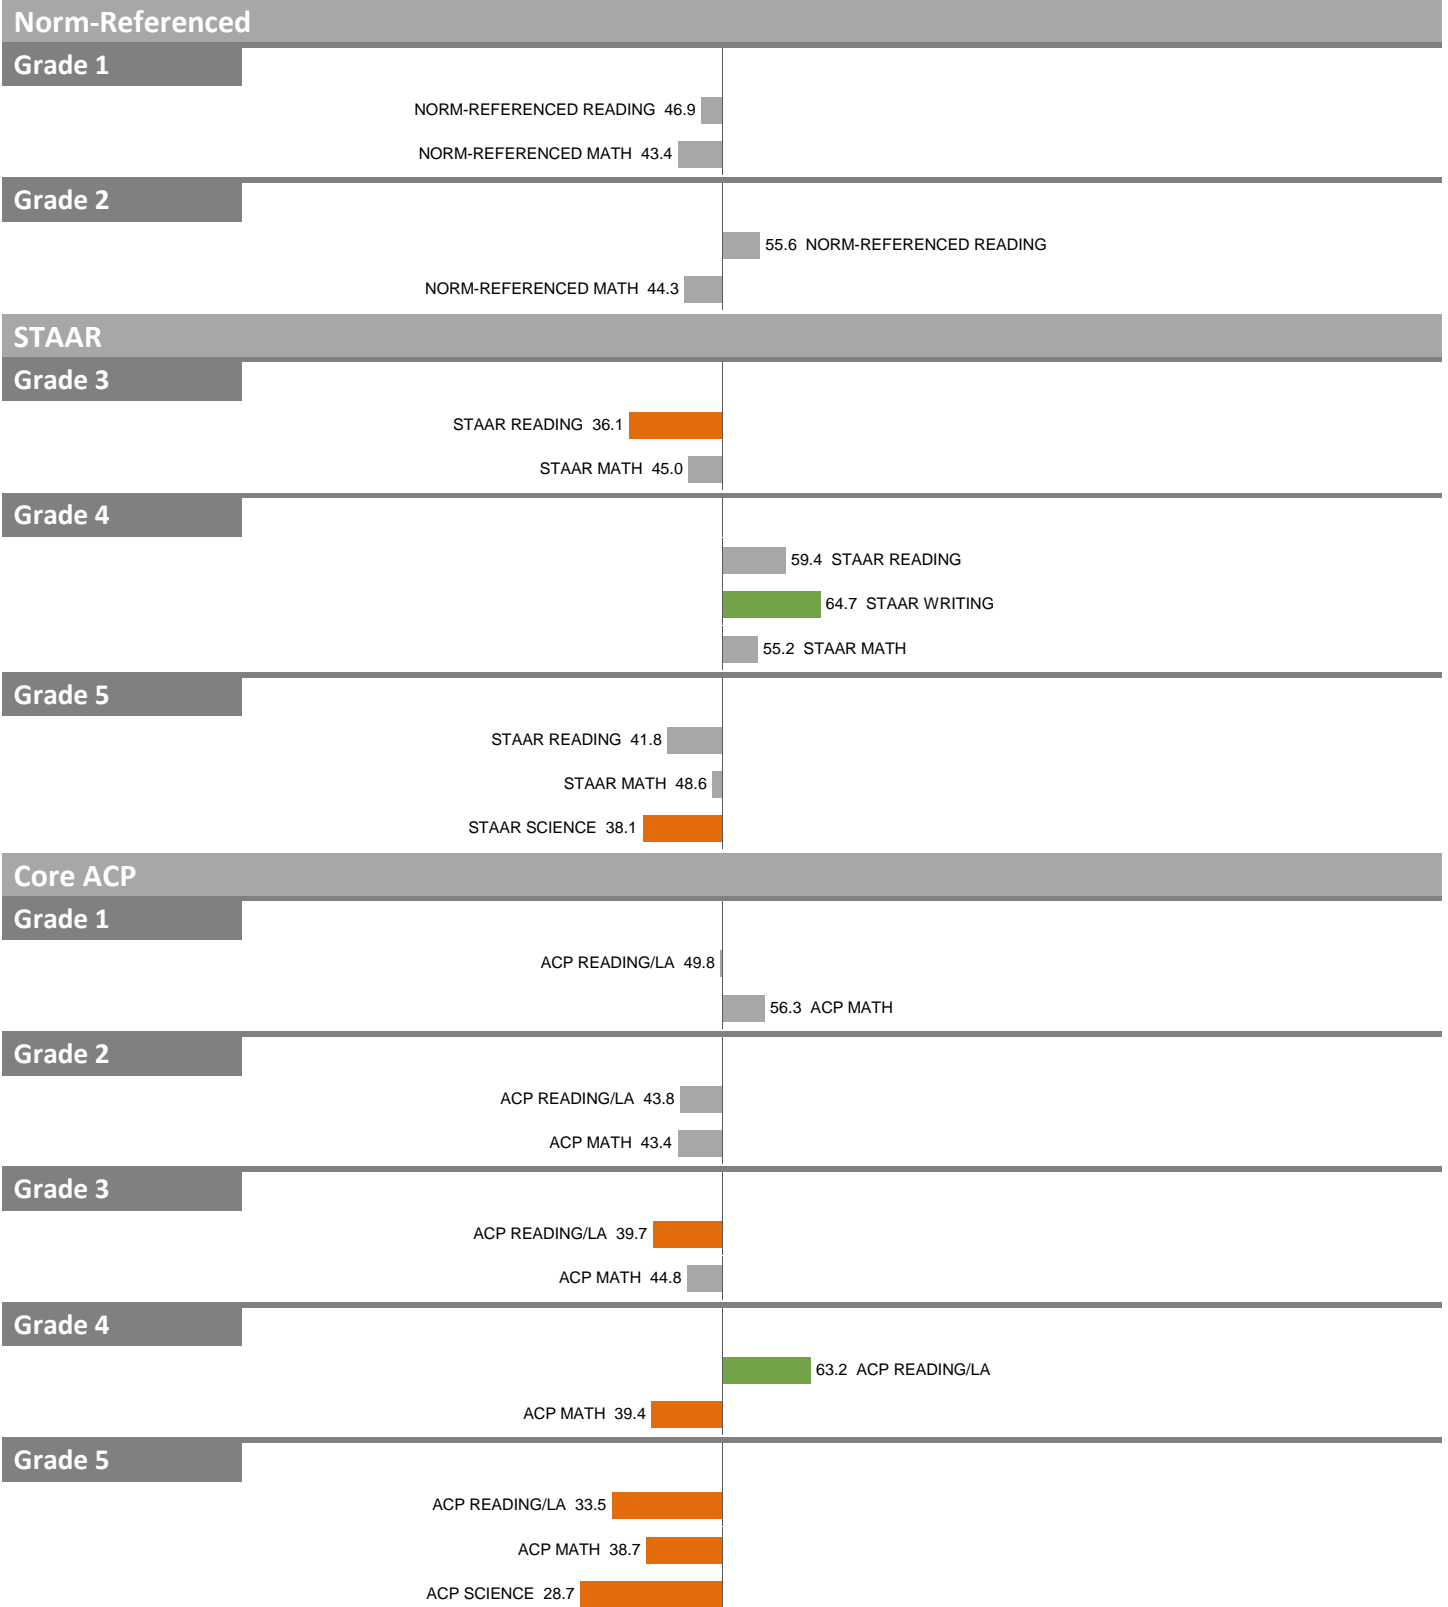 Norm-Referenced
Grade 1
NORM-REFERENCED READING 46.9
NORM-REFERENCED MATH 43.4
Grade 2
55.6 NORM-REFERENCED READING
NORM-REFERENCED MATH 44.3
STAAR
Grade 3
STAAR READING 36.1
STAAR MATH 45.0
Grade 4
59.4 STAAR READING
64.7 STAAR WRITING
55.2 STAAR MATH
Grade 5
STAAR READING 41.8
STAAR MATH 48.6
STAAR SCIENCE 38.1
Core ACP
Grade 1
ACP READING/LA 49.8
56.3 ACP MATH
Grade 2
ACP READING/LA 43.8
ACP MATH 43.4
Grade 3
ACP READING/LA 39.7
ACP MATH 44.8
Grade 4
63.2 ACP READING/LA
ACP MATH 39.4
Grade 5
ACP READING/LA 33.5
ACP MATH 38.7
ACP SCIENCE 28.7